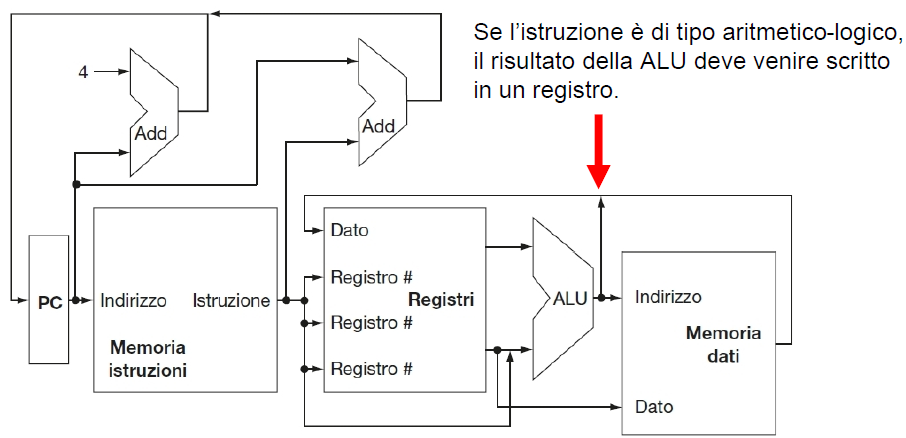 Se l'istruzione è di tipo aritmetico-logico,
il risultato della ALU deve venire scritto
in un registro.
4
Add
Add
PC
Indirizzo
Istruzione
Memoria
istruzioni
Dato
Registro #
Registri
Registro #
Registro #
ALU
Indirizzo
Memoria
dati
Dato